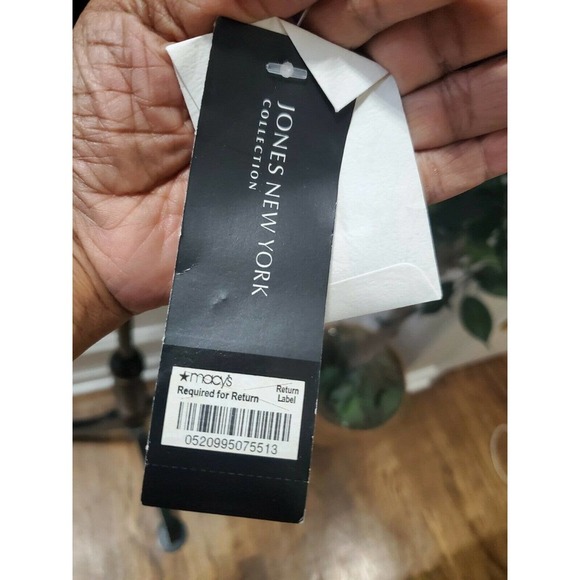 JONES NEW YORK
COLLECTION
★macy's
Required for Return
Return
Label
0520995075513